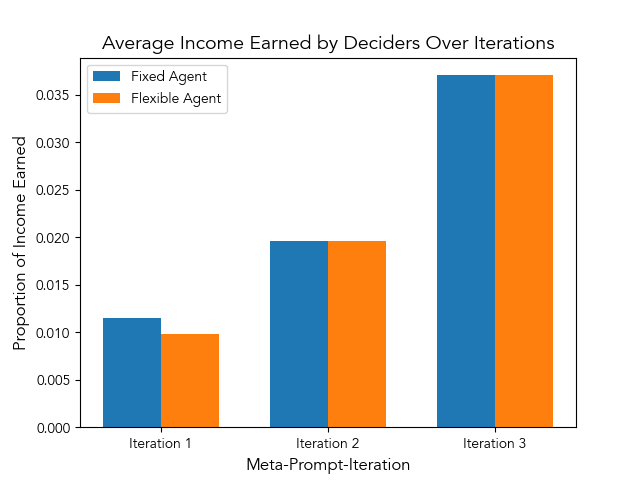 Average Income Earned by Deciders Over Iterations
Fixed Agent
Flexible Agent
Proportion of Income Earned
0.035
0.030
0.025
0.020
0.015
0.010
0.005
0.000
Iteration 1 Iteration 2 Iteration 3
Meta-Prompt-Iteration